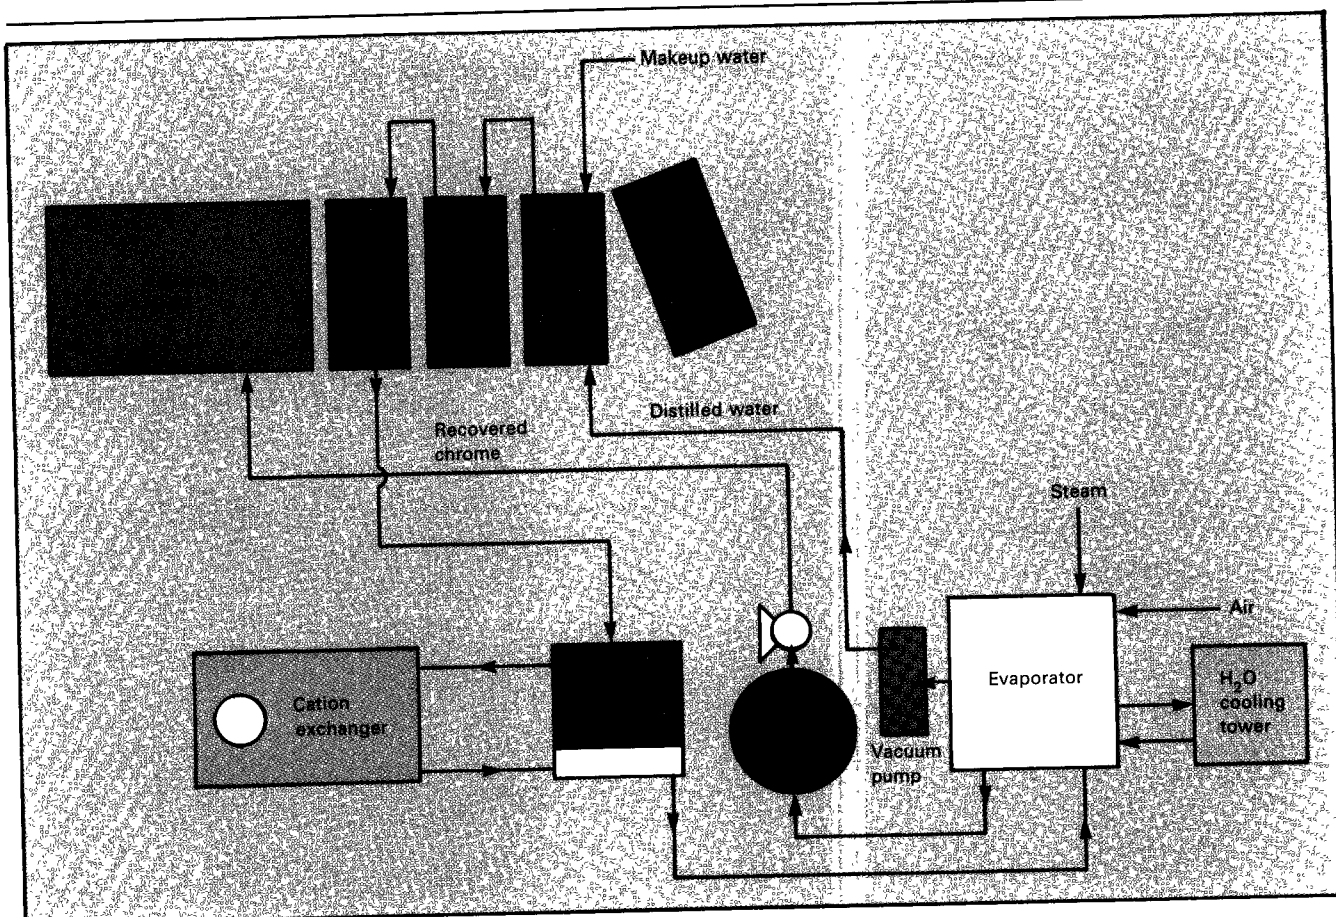 Makeup water
Distilled water
Recovered
chrome
Steam
Air
Cation
exchanger
Evaporator
H₂O
cooling
tower
Vacuum
pump